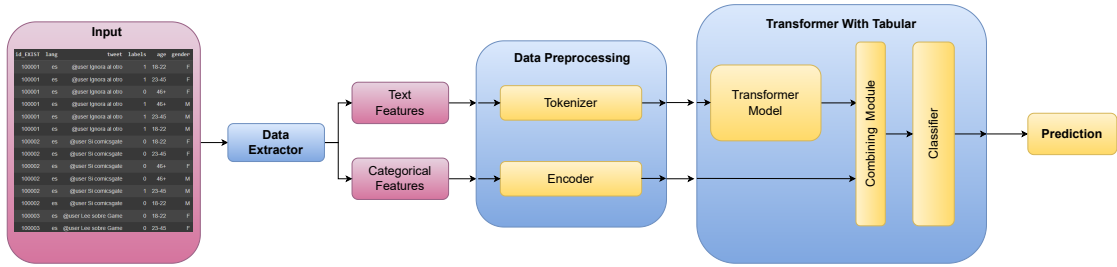 Input
id_EXIST lang tweet labels age gender
100001 es @user Ignora al otro 1 18-22 F
100001 es @user Ignora al otro 1 23-45 F
100001 es @user Ignora al otro 0 46+ F
100001 es @user Ignora al otro 1 46+ M
100001 es @user Ignora al otro 1 23-45 M
100001 es @user Ignora al otro 1 18-22 M
100002 es @user Si comicsgate 0 18-22 F
100002 es @user Si comicsgate 0 23-45 F
100002 es @user Si comicsgate 0 46+ F
100002 es @user Si comicsgate 0 46+ M
100002 es @user Si comicsgate 1 23-45 M
100002 es @user Si comicsgate 0 18-22 M
100003 es @user Lee sobre Game 0 18-22 F
100003 es @user Lee sobre Game 0 23-45 F
Data
Extractor
Text
Features
Categorical
Features
Data Preprocessing
Tokenizer
Encoder
Transformer With Tabular
Transformer
Model
Combining Module
Classifier
Prediction